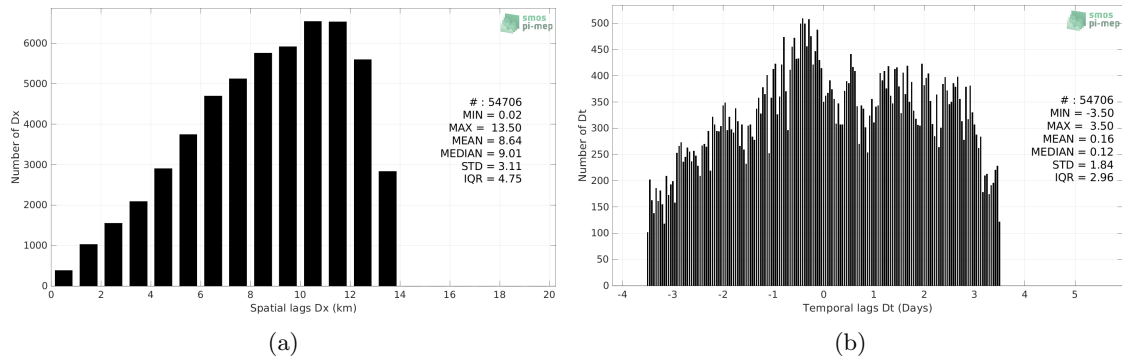 smos
pi-mep
6000
5000
4000
3000
2000
1000
0
Number of Dx
# : 54706
MIN = 0.02
MAX = 13.50
MEAN = 8.64
MEDIAN = 9.01
STD = 3.11
IQR = 4.75
0 2 4 6 8 10 12 14 16 18 20
Spatial lags Dx (km)
(a)
smos
pi-mep
500
450
400
350
300
250
200
150
100
50
0
Number of Dt
# : 54706
MIN = -3.50
MAX = 3.50
MEAN = 0.16
MEDIAN = 0.12
STD = 1.84
IQR = 2.96
-4 -3 -2 -1 0 1 2 3 4 5
Temporal lags Dt (Days)
(b)